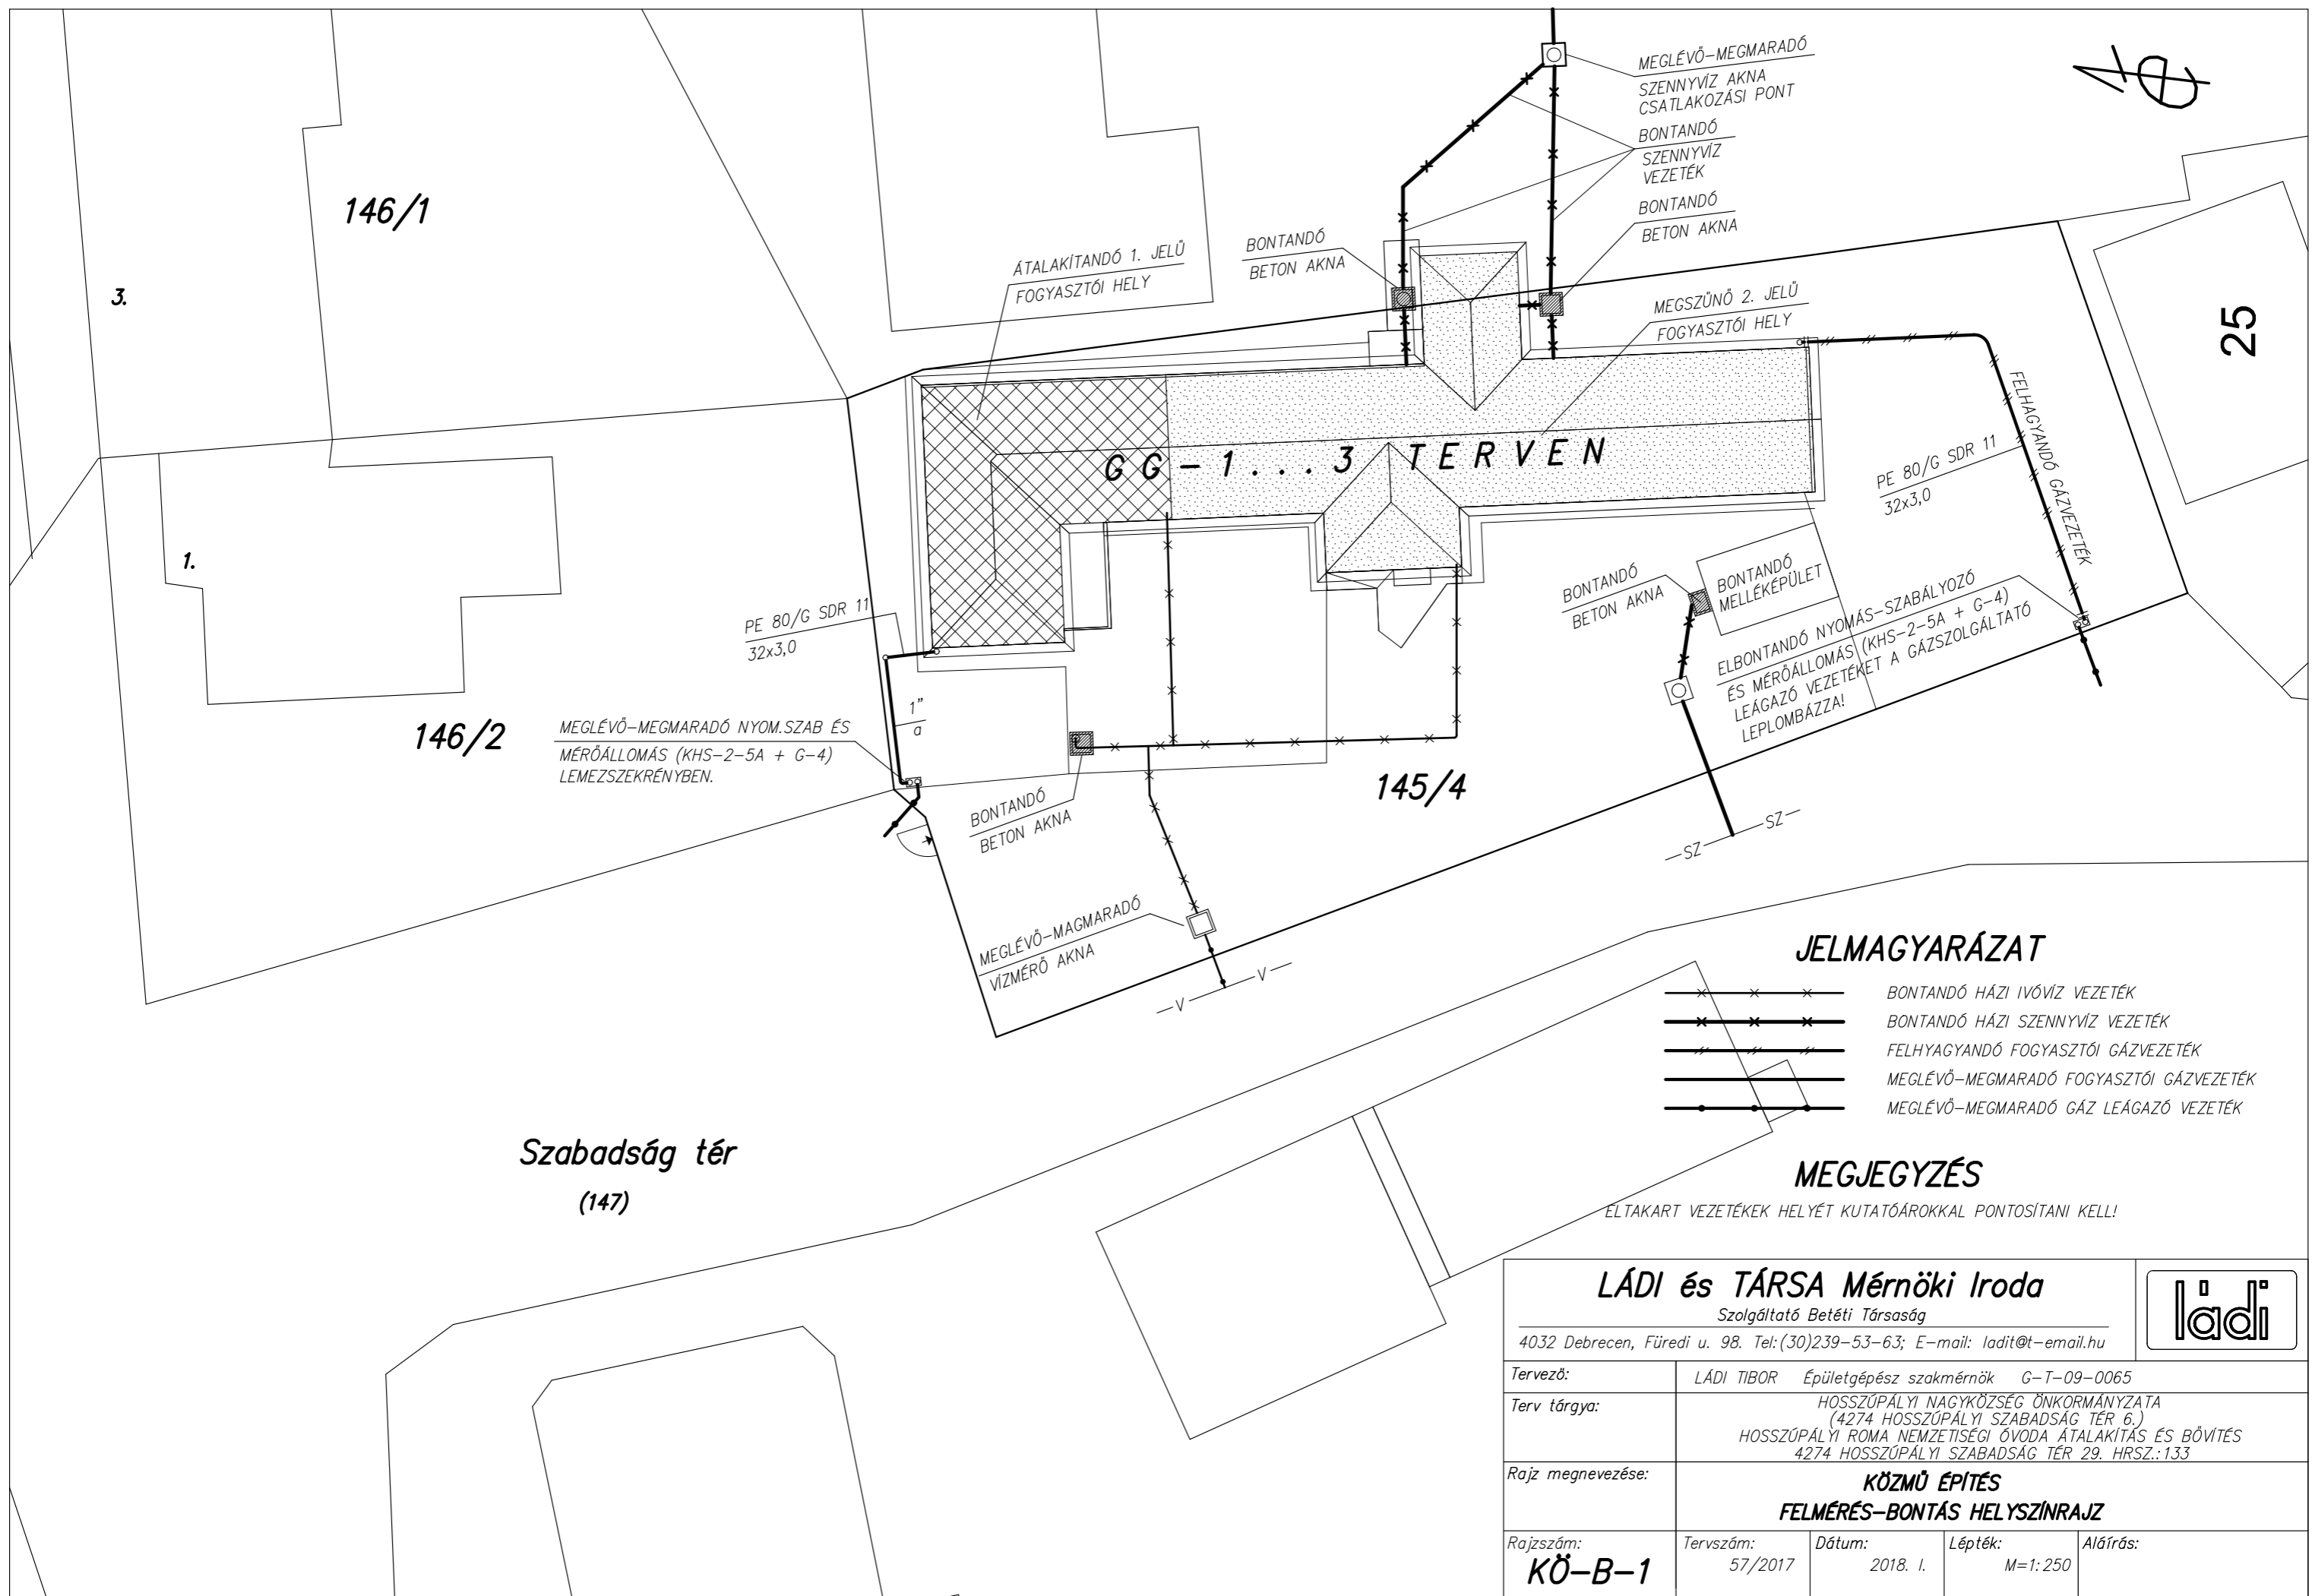 MEGLÉVŐ-MEGMARADÓ
SZENNYVÍZ AKNA
CSATLAKOZÁSI PONT
BONTANDÓ
SZENNYVÍZ
VEZETÉK
BONTANDÓ
BETON AKNA
BONTANDÓ
BETON AKNA
146/1
3.
ÁTALAKÍTANDÓ 1. JELŰ
FOGYASZTÓI HELY
MEGSZŰNŐ 2. JELŰ
FOGYASZTÓI HELY
25
GG-1...3 TERVEN
FELHAGYANDÓ GÁZVEZETÉK
PE 80/G SDR 11
32x3,0
1.
BONTANDÓ
BETON AKNA
BONTANDÓ
MELLÉKÉPÜLET
PE 80/G SDR 11
32x3,0
ELBONTANDÓ NYOMÁS-SZABÁLYOZÓ
ÉS MÉRŐÁLLOMÁS (KHS-2-5A + G-4)
LEÁGAZÓ VEZETÉKET A GÁZSZOLGÁLTATÓ
LEPLOMBÁZZA!
1"
a
146/2
MEGLÉVŐ-MEGMARADÓ NYOM.SZAB ÉS
MÉRŐÁLLOMÁS (KHS-2-5A + G-4)
LEMEZSZEKRÉNYBEN.
145/4
BONTANDÓ
BETON AKNA
SZ
SZ
MEGLÉVŐ-MAGMARADÓ
VÍZMÉRŐ AKNA
V
V
JELMAGYARÁZAT
BONTANDÓ HÁZI IVÓVÍZ VEZETÉK
BONTANDÓ HÁZI SZENNYVÍZ VEZETÉK
FELHYAGYANDÓ FOGYASZTÓI GÁZVEZETÉK
MEGLÉVŐ-MEGMARADÓ FOGYASZTÓI GÁZVEZETÉK
MEGLÉVŐ-MEGMARADÓ GÁZ LEÁGAZÓ VEZETÉK
Szabadság tér
(147)
MEGJEGYZÉS
ELTAKART VEZETÉKEK HELYÉT KUTATÓÁROKKAL PONTOSÍTANI KELL!
LÁDI és TÁRSA Mérnöki Iroda
Szolgáltató Betéti Társaság
4032 Debrecen, Füredi u. 98. Tel:(30)239-53-63; E-mail: ladit@t-email.hu
ládi
Tervező:
LÁDI TIBOR Épületgépész szakmérnök G-T-09-0065
Terv tárgya:
HOSSZÚPÁLYI NAGYKÖZSÉG ÖNKORMÁNYZATA
(4274 HOSSZÚPÁLYI SZABADSÁG TÉR 6.)
HOSSZÚPÁLYI ROMA NEMZETISÉGI ÓVODA ÁTALAKÍTÁS ÉS BŐVÍTÉS
4274 HOSSZÚPÁLYI SZABADSÁG TÉR 29. HRSZ.:133
Rajz megnevezése:
KÖZMŰ ÉPÍTÉS
FELMÉRÉS-BONTÁS HELYSZÍNRAJZ
Rajzszám:
KÖ-B-1
Tervszám:
57/2017
Dátum:
2018. I.
Lépték:
M=1:250
Aláírás: